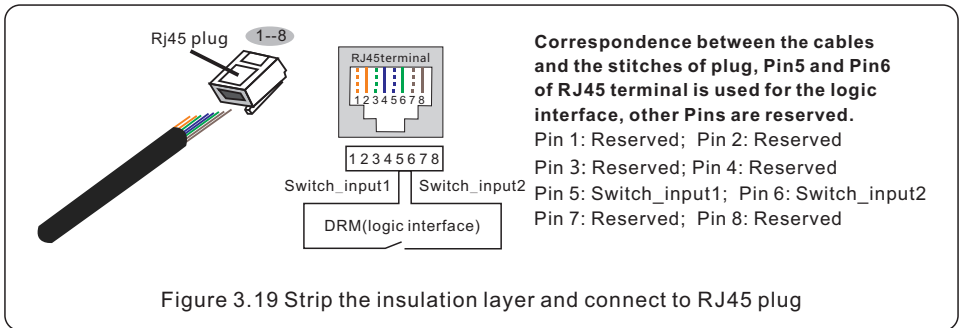 Rj45 plug
1--8
RJ45terminal
1 2 3 4 5 6 7 8
1 2 3 4 5 6 7 8
Switch_input1
Switch_input2
DRM(logic interface)
Correspondence between the cables
and the stitches of plug, Pin5 and Pin6
of RJ45 terminal is used for the logic
interface, other Pins are reserved.
Pin 1: Reserved; Pin 2: Reserved
Pin 3: Reserved; Pin 4: Reserved
Pin 5: Switch_input1; Pin 6: Switch_input2
Pin 7: Reserved; Pin 8: Reserved
Figure 3.19 Strip the insulation layer and connect to RJ45 plug